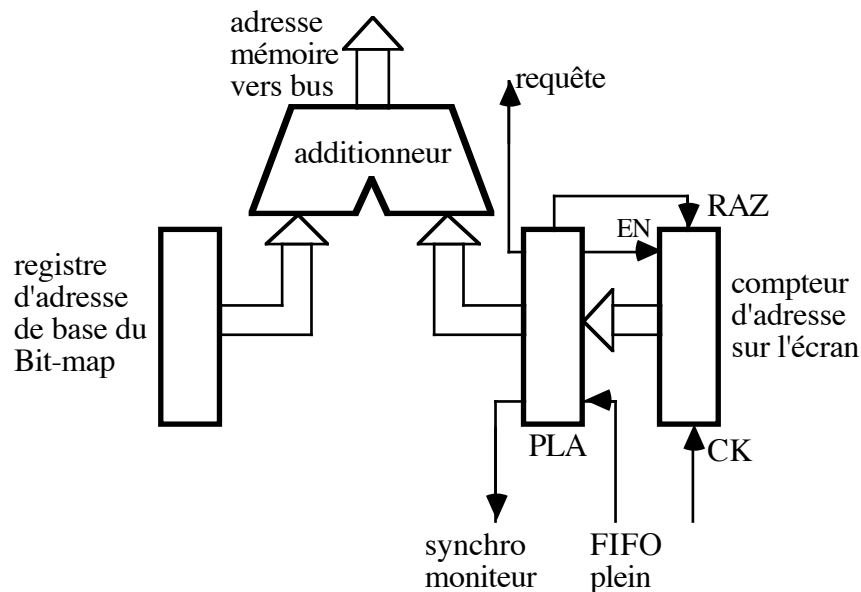 adresse
mémoire
vers bus
requête
additionneur
RAZ
EN
registre
d'adresse
de base du
Bit-map
compteur
d'adresse
sur l'écran
PLA
CK
synchro
moniteur
FIFO
plein